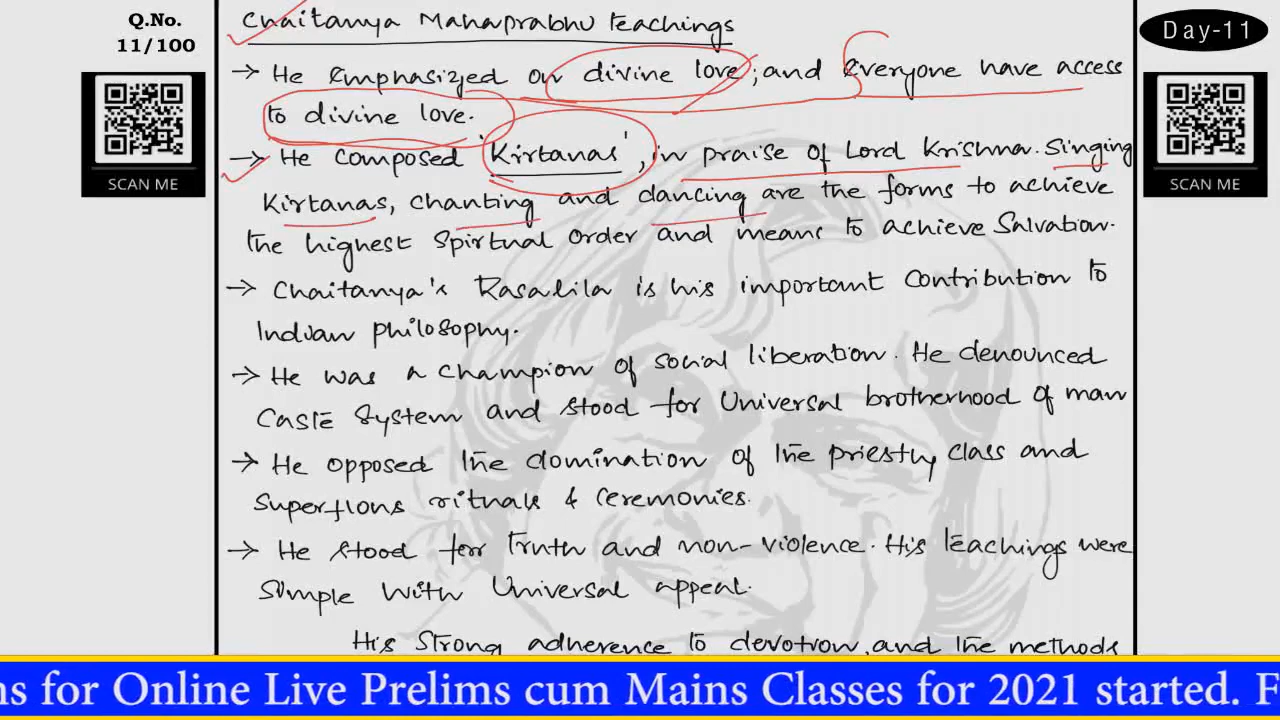 Q.No.
11/100
SCAN ME
Chaitanya Mahaprabhu teachings
→ He Emphasized on divine love, and Everyone have access
to divine love.
→ He composed 'Kirtanas', in praise of Lord Krishna. Singing
Kirtanas, chanting and dancing are the forms to achieve
the highest Spirtual Order and means to achieve Salvation.
→ Chaitanya's Rasalila is his important contribution to
Indian philosophy.
→ He was a champion of social liberation. He denounced
Caste System and stood for Universal brotherhood of man
→ He opposed the domination of the priestly class and
Superflons rituals & Ceremonies.
→ He stood for Truth and non-violence. His teachings were
Simple with Universal appeal.
His Strong adherence to devotion, and the methods
Day-11
SCAN ME
ns for Online Live Prelims cum Mains Classes for 2021 started. F